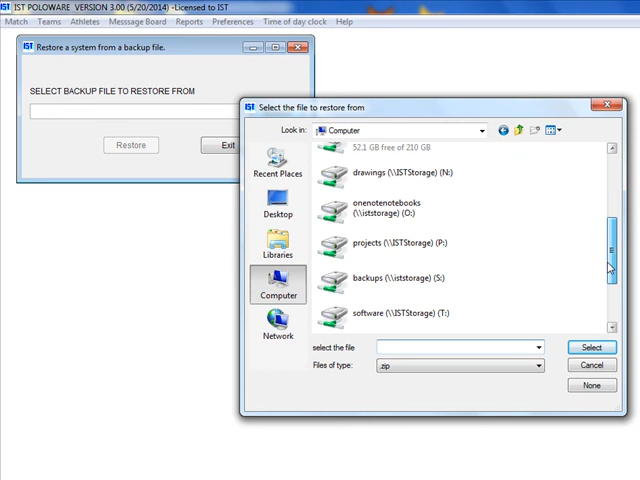 IST IST POLOWARE VERSION 3.00 (5/20/2014) -Licensed to IST
Match Teams Athletes Messsage Board Reports Preferences Time of day clock Help
IST Restore a system from a backup file.
SELECT BACKUP FILE TO RESTORE FROM
Restore Exit
IST Select the file to restore from
Look in: Computer
52.1 GB free of 210 GB
drawings (\\ISTStorage) (N:)
onenotenotebooks
(\\iststorage) (O:)
projects (\\ISTStorage) (P:)
backups (\\iststorage) (S:)
software (\\ISTStorage) (T:)
Recent Places
Desktop
Libraries
Computer
Network
select the file
Select
Files of type: .zip
Cancel
None